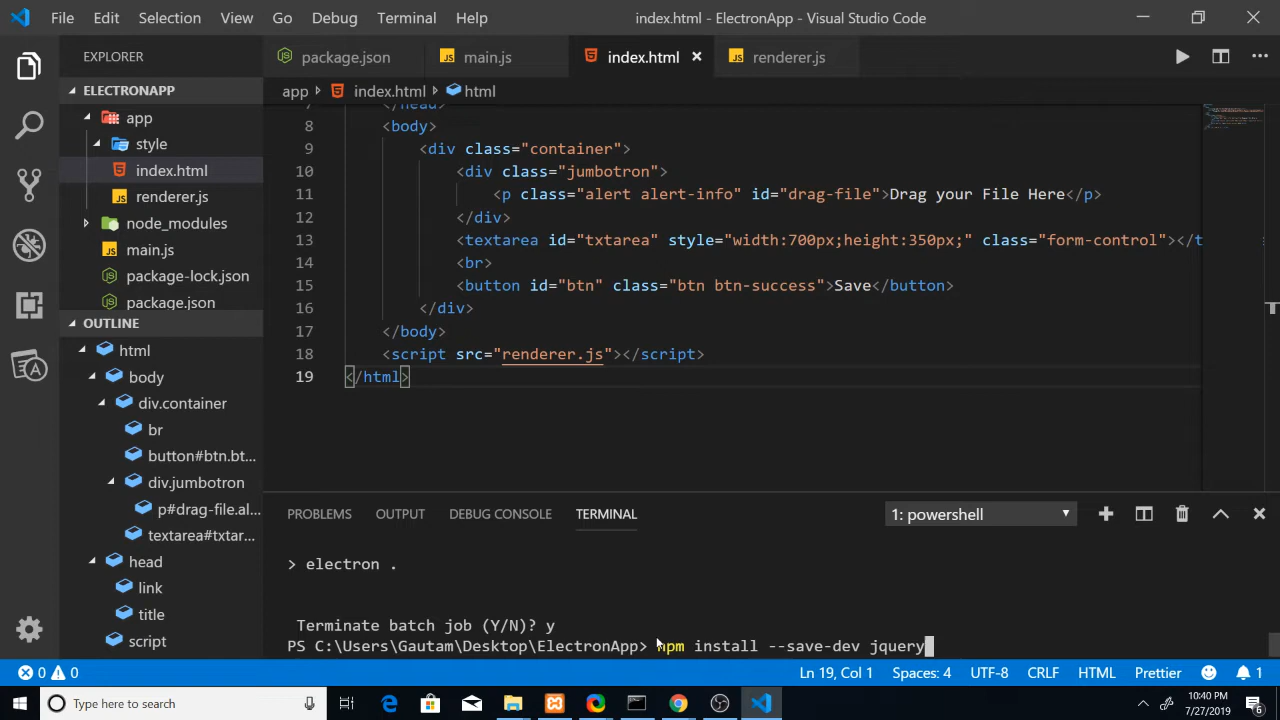 File Edit Selection View Go Debug Terminal Help index.html - ElectronApp - Visual Studio Code
EXPLORER
package.json
main.js
index.html
renderer.js
ELECTRONAPP
app
style
index.html
renderer.js
node_modules
main.js
package-lock.json
package.json
OUTLINE
html
body
div.container
br
button#btn.bt...
div.jumbotron
p#drag-file.al...
textarea#txtar...
head
link
title
script
app index.html html
7 </head>
8 <body>
9 <div class="container">
10 <div class="jumbotron">
11 <p class="alert alert-info" id="drag-file">Drag your File Here</p>
12 </div>
13 <textarea id="txtarea" style="width:700px;height:350px;" class="form-control"></t
14 <br>
15 <button id="btn" class="btn btn-success">Save</button>
16 </div>
17 </body>
18 <script src="renderer.js"></script>
19 </html>
PROBLEMS OUTPUT DEBUG CONSOLE TERMINAL 1: powershell
> electron .
Terminate batch job (Y/N)? y
PS C:\Users\Gautam\Desktop\ElectronApp> npm install --save-dev jquery
0 0 Ln 19, Col 1 Spaces: 4 UTF-8 CRLF HTML Prettier 1
Type here to search
10:40 PM
7/27/2019
6